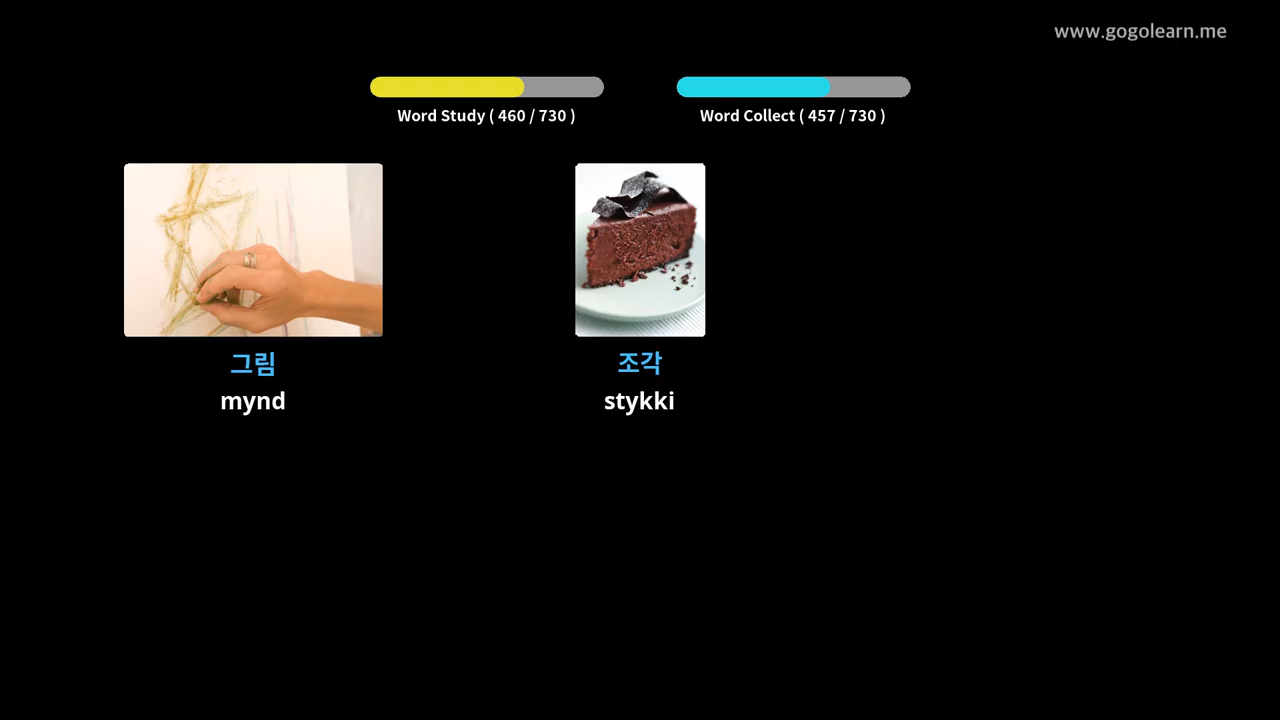 www.gogolearn.me
Word Study ( 460 / 730 )
Word Collect ( 457 / 730 )
그림
mynd
조각
stykki